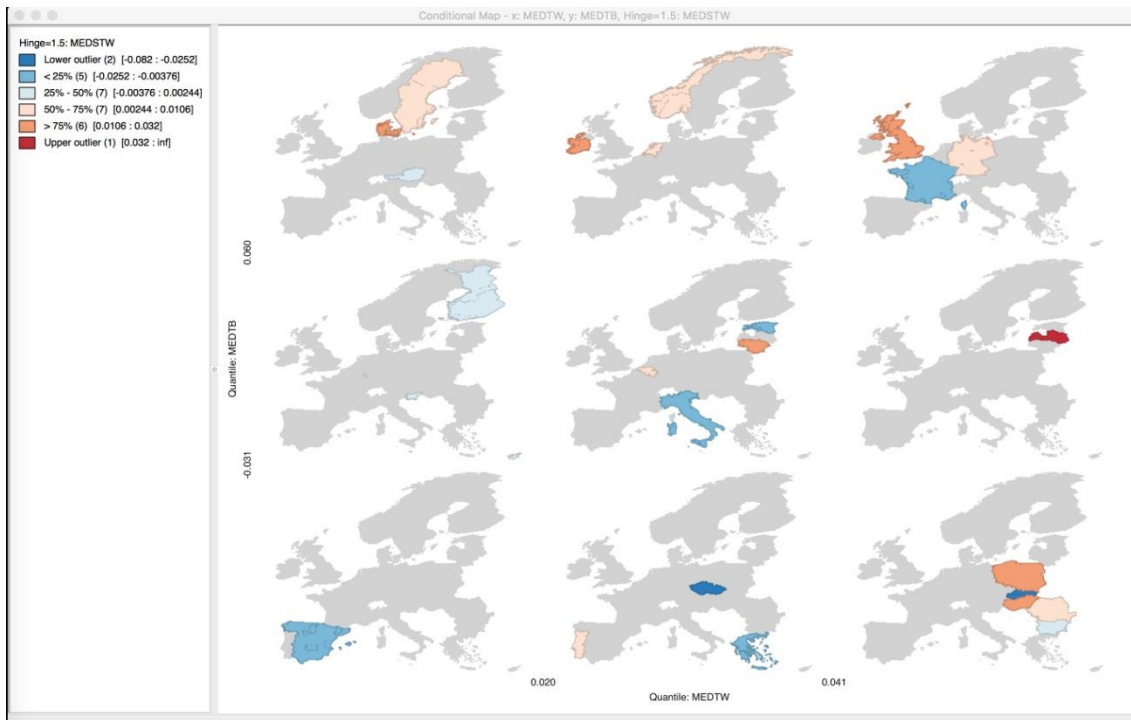 Conditional Map - x: MEDTW, y: MEDTB, Hinge=1.5: MEDSTW
Hinge=1.5: MEDSTW
Lower outlier (2) [-0.082 : -0.0252]
< 25% (5) [-0.0252 : -0.00376]
25% - 50% (7) [-0.00376 : 0.00244]
50% - 75% (7) [0.00244 : 0.0106]
> 75% (6) [0.0106 : 0.032]
Upper outlier (1) [0.032 : inf]
0.060
Quantile: MEDTB
-0.031
0.020
0.041
Quantile: MEDTW